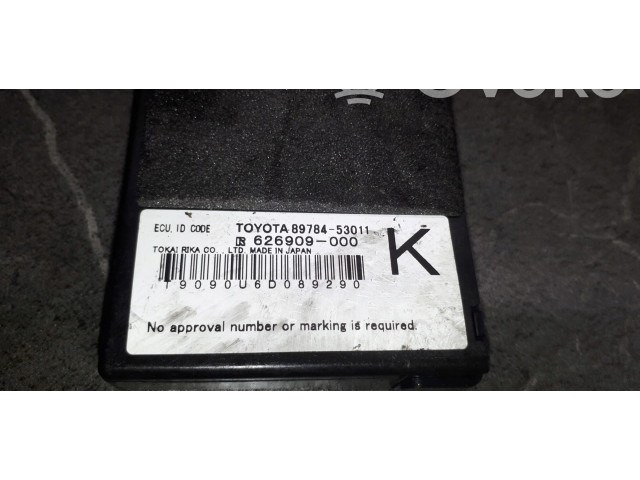 ECU, ID CODE TOYOTA 89784-53011
R 626909-000
TOKAI RIKA CO., LTD. MADE IN JAPAN
K
T9090U6D089290
No approval number or marking is required.